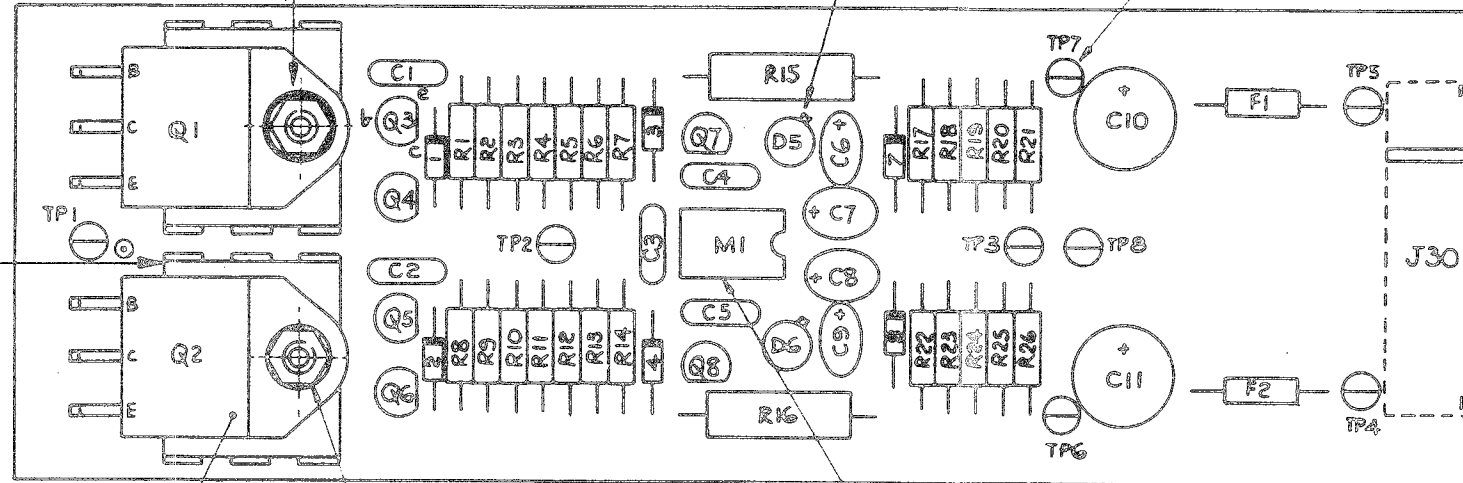 TP7
TP5
C1
e
R15
F1
B
C
E
Q1
b
Q3
c
1
R1
R2
R3
R4
R5
R6
R7
3
Q7
D5
C6 +
7
R17
R18
R19
R20
R21
+
C10
Q4
C4
+ C7
TP1
TP2
C3
M1
TP3
TP8
J30
C2
+ C8
B
C
E
Q2
Q5
2
R8
R9
R10
R11
R12
R13
R14
4
C5
Q8
D6
C9 +
R22
R23
R24
R25
R26
+
C11
Q6
R16
F2
TP6
TP4